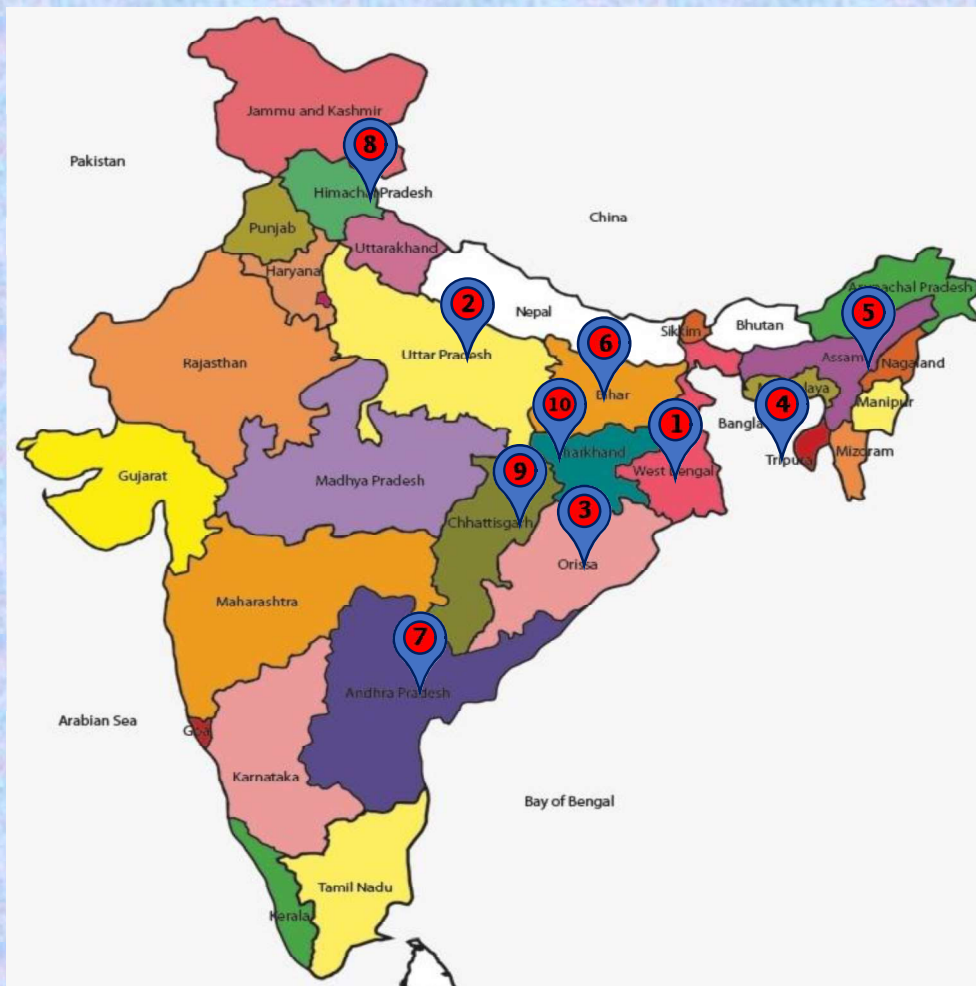 Jammu and Kashmir
8
Pakistan
Himachal Pradesh
China
Punjab
Uttarakhand
Haryana
Arunachal Pradesh
2
Nepal
5
Sikkim
Bhutan
6
Uttar Pradesh
Assam
Rajasthan
Nagaland
Bihar
10
4
Manipur
1
Mizoram
Tripura
9
Jharkhand
West Bengal
Gujarat
Madhya Pradesh
3
Chhattisgarh
Orissa
Maharashtra
7
Andhra Pradesh
Arabian Sea
Goa
Karnataka
Bay of Bengal
Tamil Nadu
Kerala